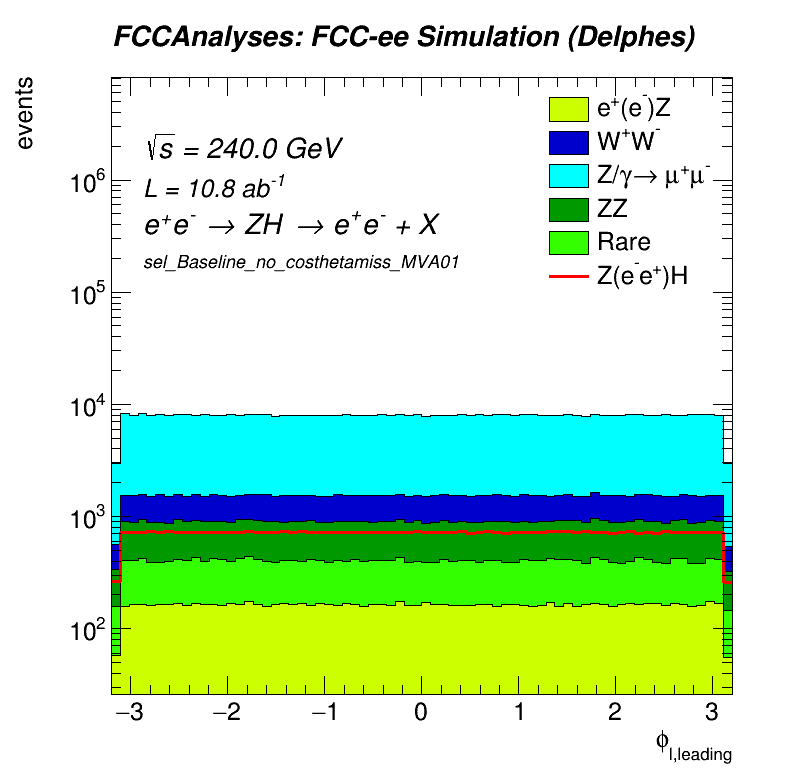 FCCAnalyses: FCC-ee Simulation (Delphes)
events
√s = 240.0 GeV
L = 10.8 ab⁻¹
e⁺e⁻ → ZH → e⁺e⁻ + X
sel_Baseline_no_costhetamiss_MVA01
e⁺(e⁻)Z
W⁺W⁻
Z/γ→ μ⁺μ⁻
ZZ
Rare
Z(e⁻e⁺)H
10⁶
10⁵
10⁴
10³
10²
−3 −2 −1 0 1 2 3
ϕ_l,leading